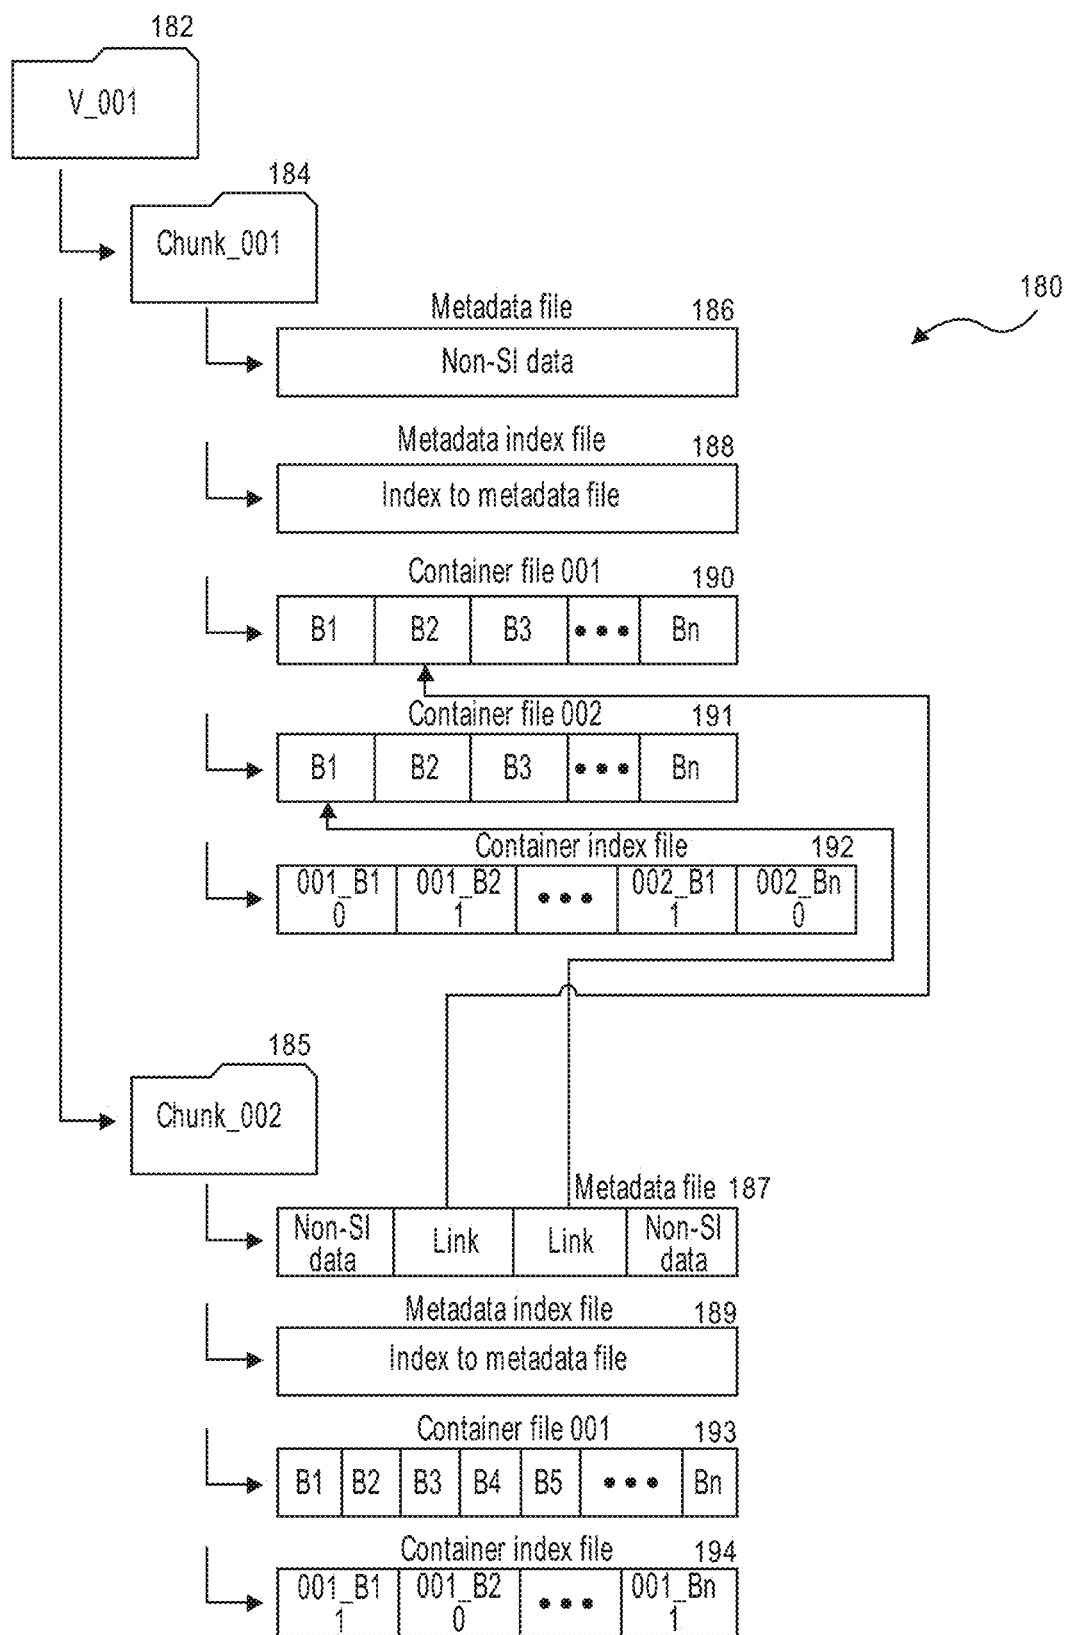 182
V_001
184
Chunk_001
180
Metadata file 186
Non-SI data
Metadata index file 188
Index to metadata file
Container file 001 190
B1 B2 B3 ••• Bn
Container file 002 191
B1 B2 B3 ••• Bn
Container index file 192
001_B1 001_B2 ••• 002_B1 002_Bn
0 1 1 0
185
Chunk_002
Metadata file 187
Non-SI Link Link Non-SI
data data
Metadata index file 189
Index to metadata file
Container file 001 193
B1 B2 B3 B4 B5 ••• Bn
Container index file 194
001_B1 001_B2 ••• 001_Bn
1 0 1